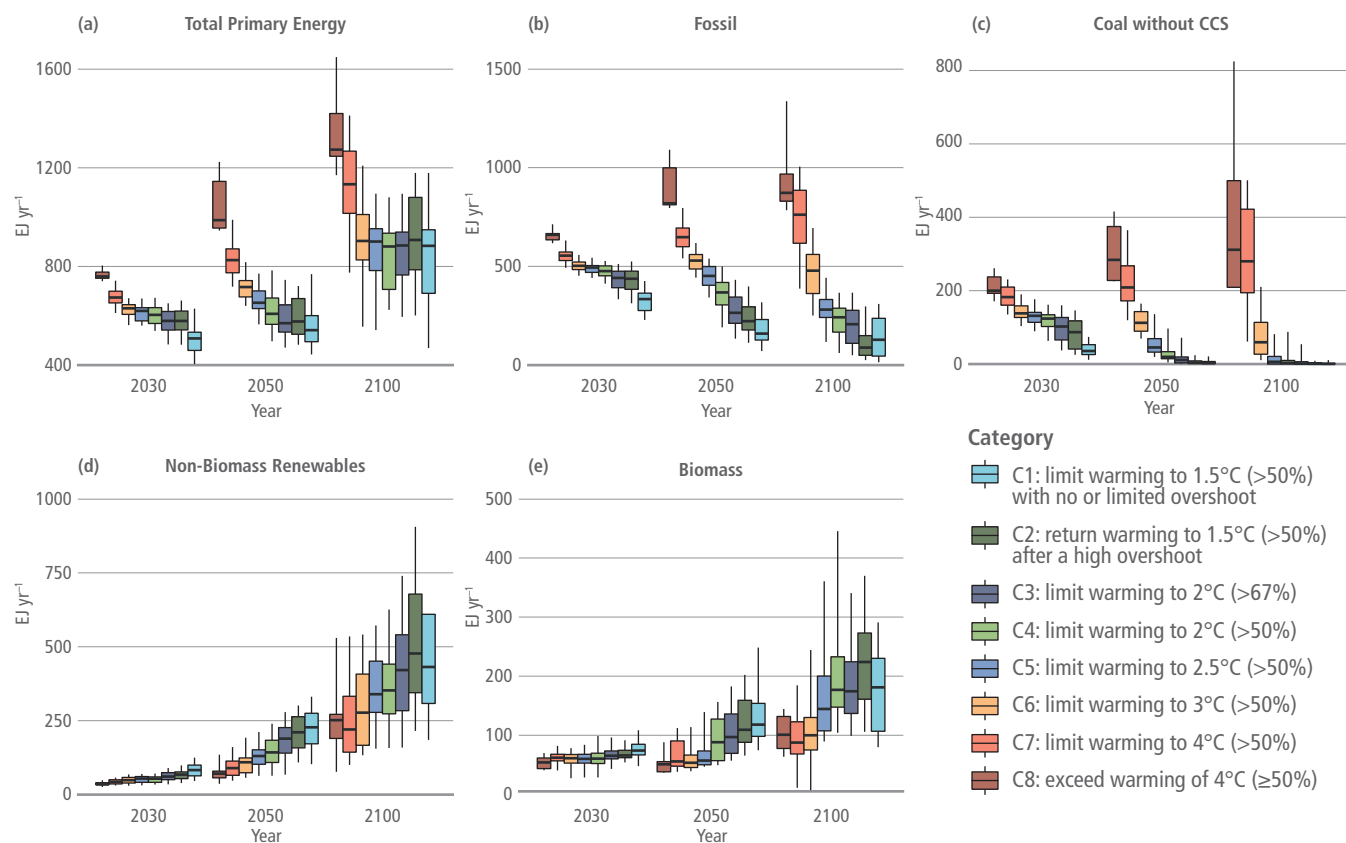 (a) Total Primary Energy
1600
1200
800
400
EJ yr⁻¹
2030 2050 2100
Year
(b) Fossil
1500
1000
500
0
EJ yr⁻¹
2030 2050 2100
Year
(c) Coal without CCS
800
600
400
200
0
EJ yr⁻¹
2030 2050 2100
Year
(d) Non-Biomass Renewables
1000
750
500
250
0
EJ yr⁻¹
2030 2050 2100
Year
(e) Biomass
500
400
300
200
100
0
EJ yr⁻¹
2030 2050 2100
Year
Category
C1: limit warming to 1.5°C (>50%)
with no or limited overshoot
C2: return warming to 1.5°C (>50%)
after a high overshoot
C3: limit warming to 2°C (>67%)
C4: limit warming to 2°C (>50%)
C5: limit warming to 2.5°C (>50%)
C6: limit warming to 3°C (>50%)
C7: limit warming to 4°C (>50%)
C8: exceed warming of 4°C (≥50%)